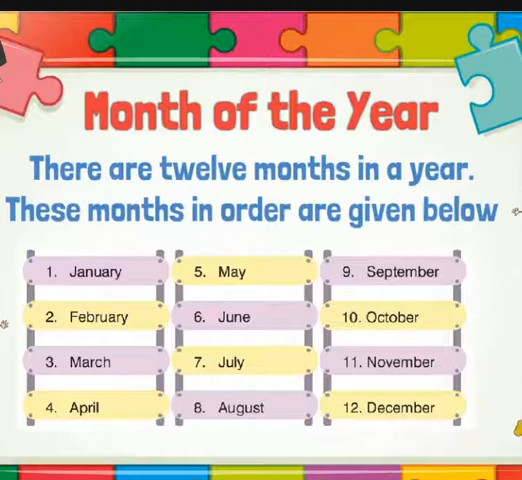 Month of the Year
There are twelve months in a year.
These months in order are given below
1. January
2. February
3. March
4. April
5. May
6. June
7. July
8. August
9. September
10. October
11. November
12. December